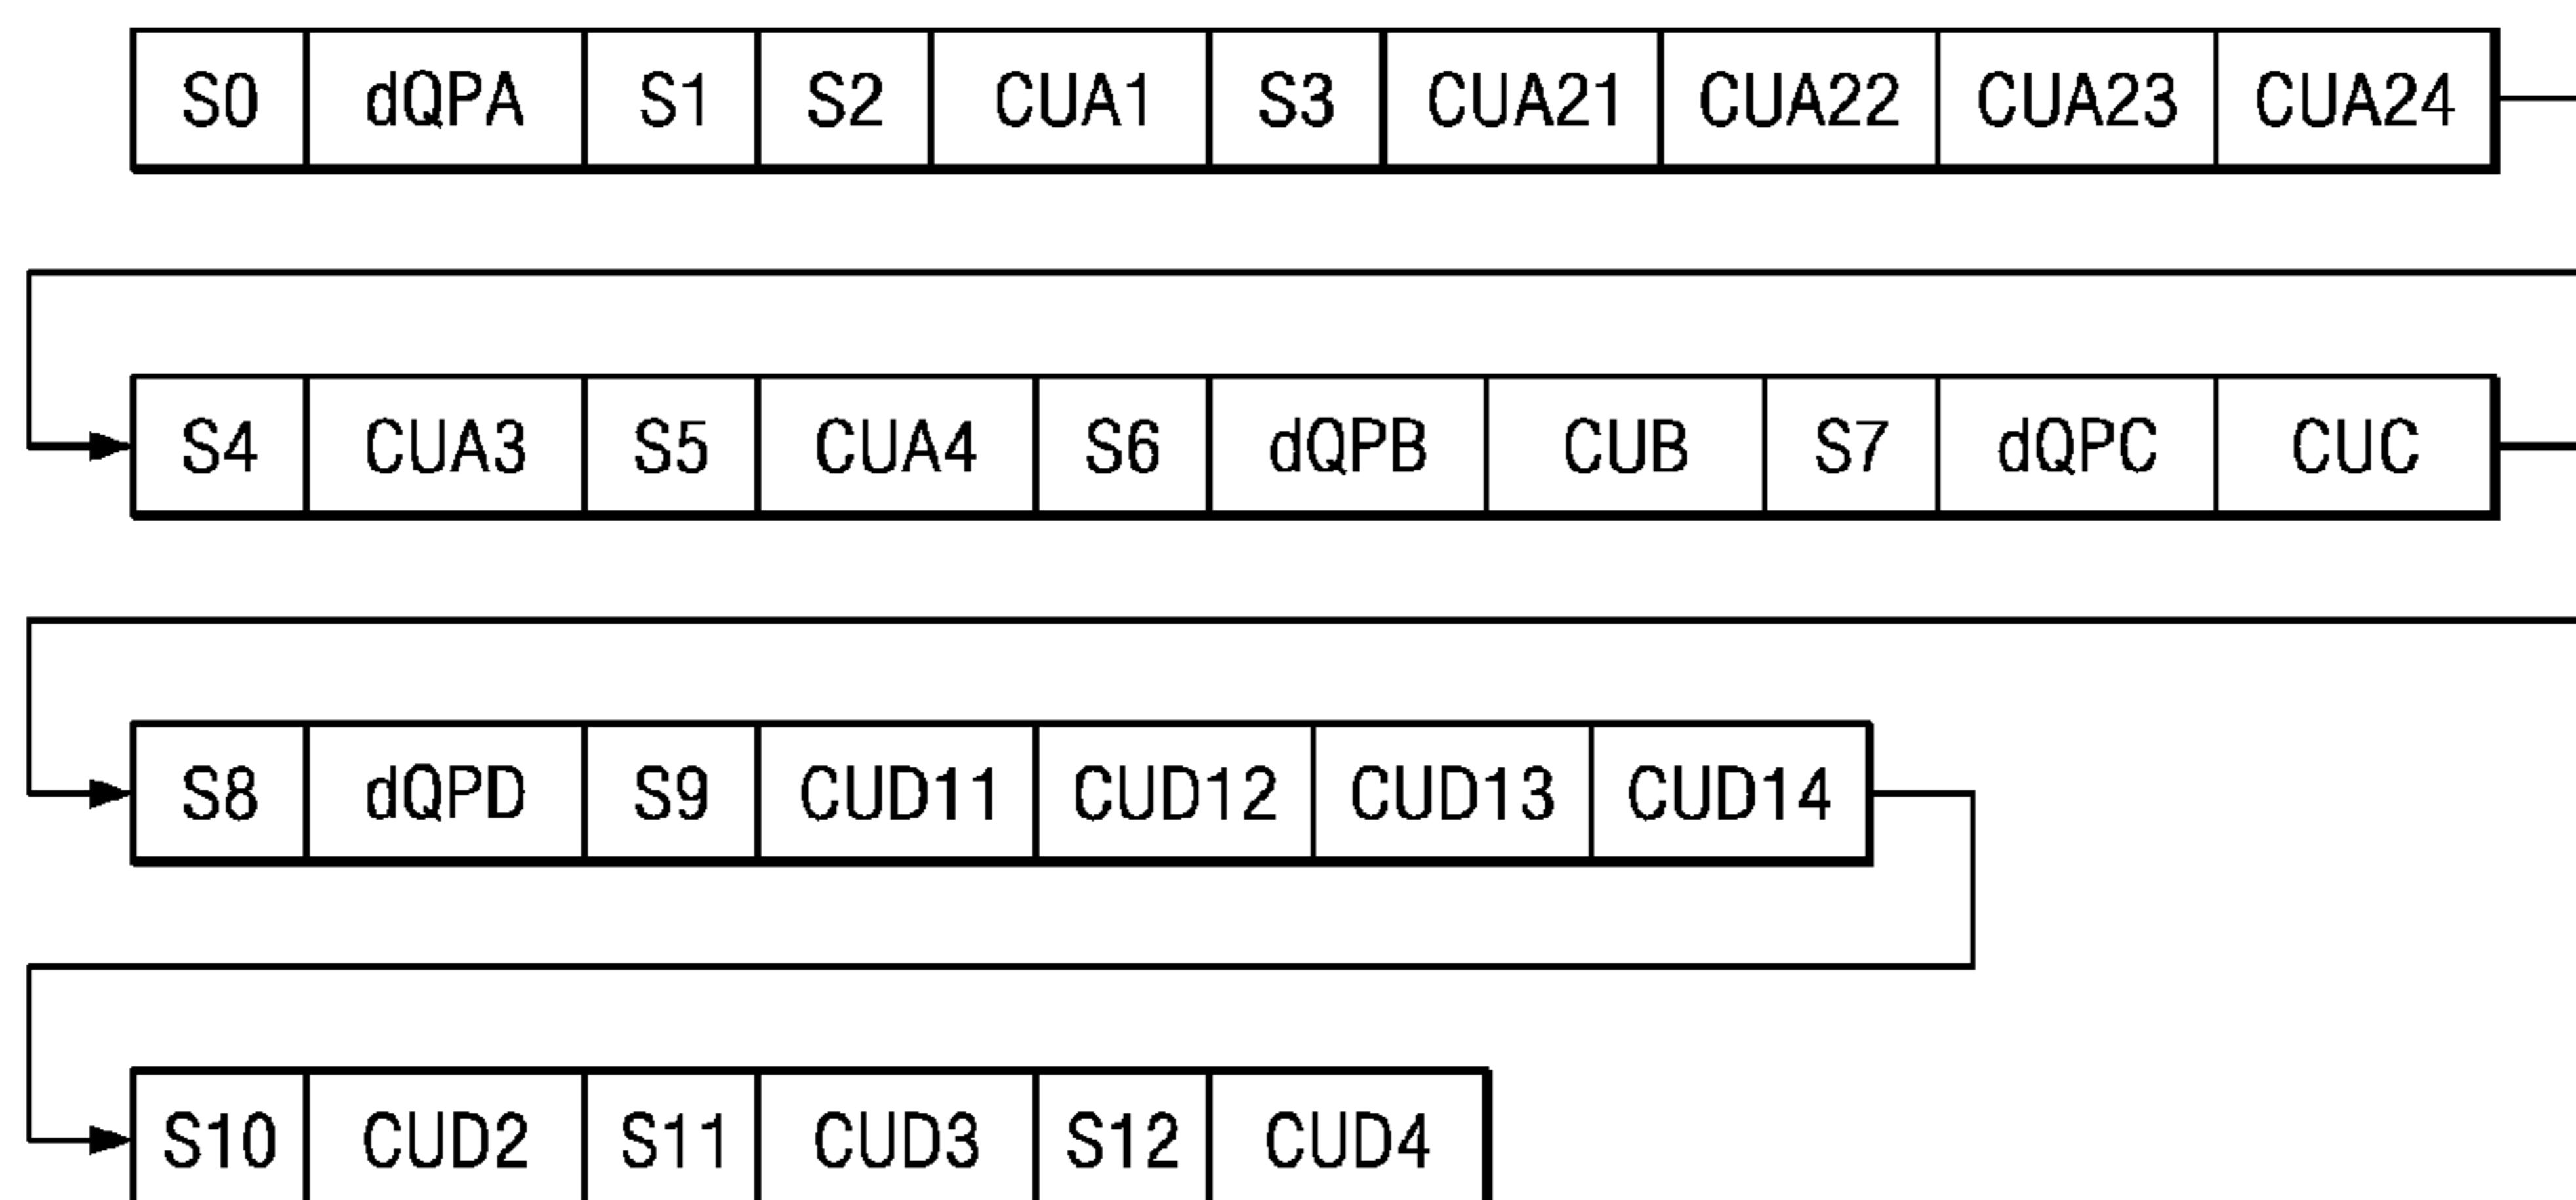 S0 dQPA S1 S2 CUA1 S3 CUA21 CUA22 CUA23 CUA24
S4 CUA3 S5 CUA4 S6 dQPB CUB S7 dQPC CUC
S8 dQPD S9 CUD11 CUD12 CUD13 CUD14
S10 CUD2 S11 CUD3 S12 CUD4